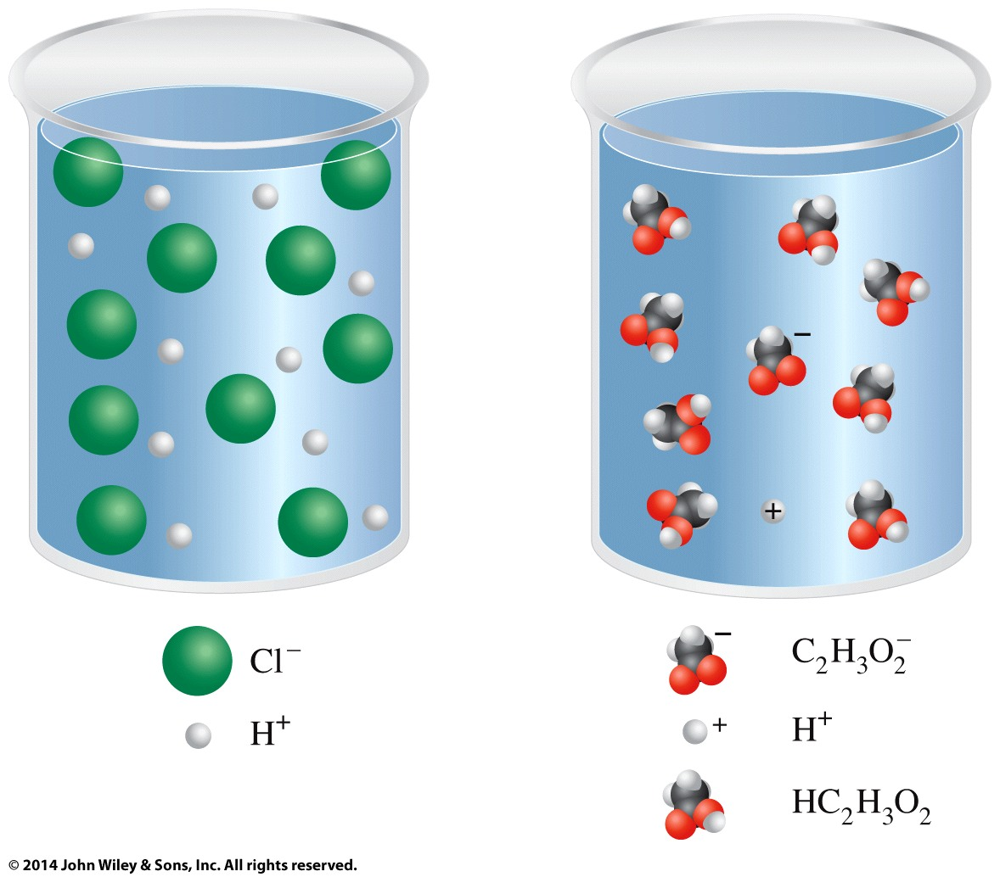 −
+
Cl⁻
H⁺
− C₂H₃O₂⁻
+ H⁺
HC₂H₃O₂
© 2014 John Wiley & Sons, Inc. All rights reserved.